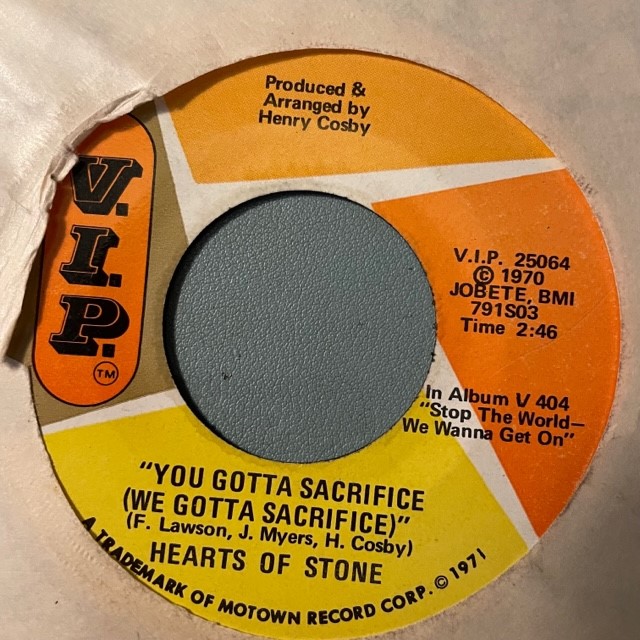 Produced &
Arranged by
Henry Cosby
V.I.P.
TM
V.I.P. 25064
© 1970
JOBETE, BMI
791S03
Time 2:46
In Album V 404
"Stop The World—
We Wanna Get On"
"YOU GOTTA SACRIFICE
(WE GOTTA SACRIFICE)"
(F. Lawson, J. Myers, H. Cosby)
HEARTS OF STONE
A TRADEMARK OF MOTOWN RECORD CORP. © 1971